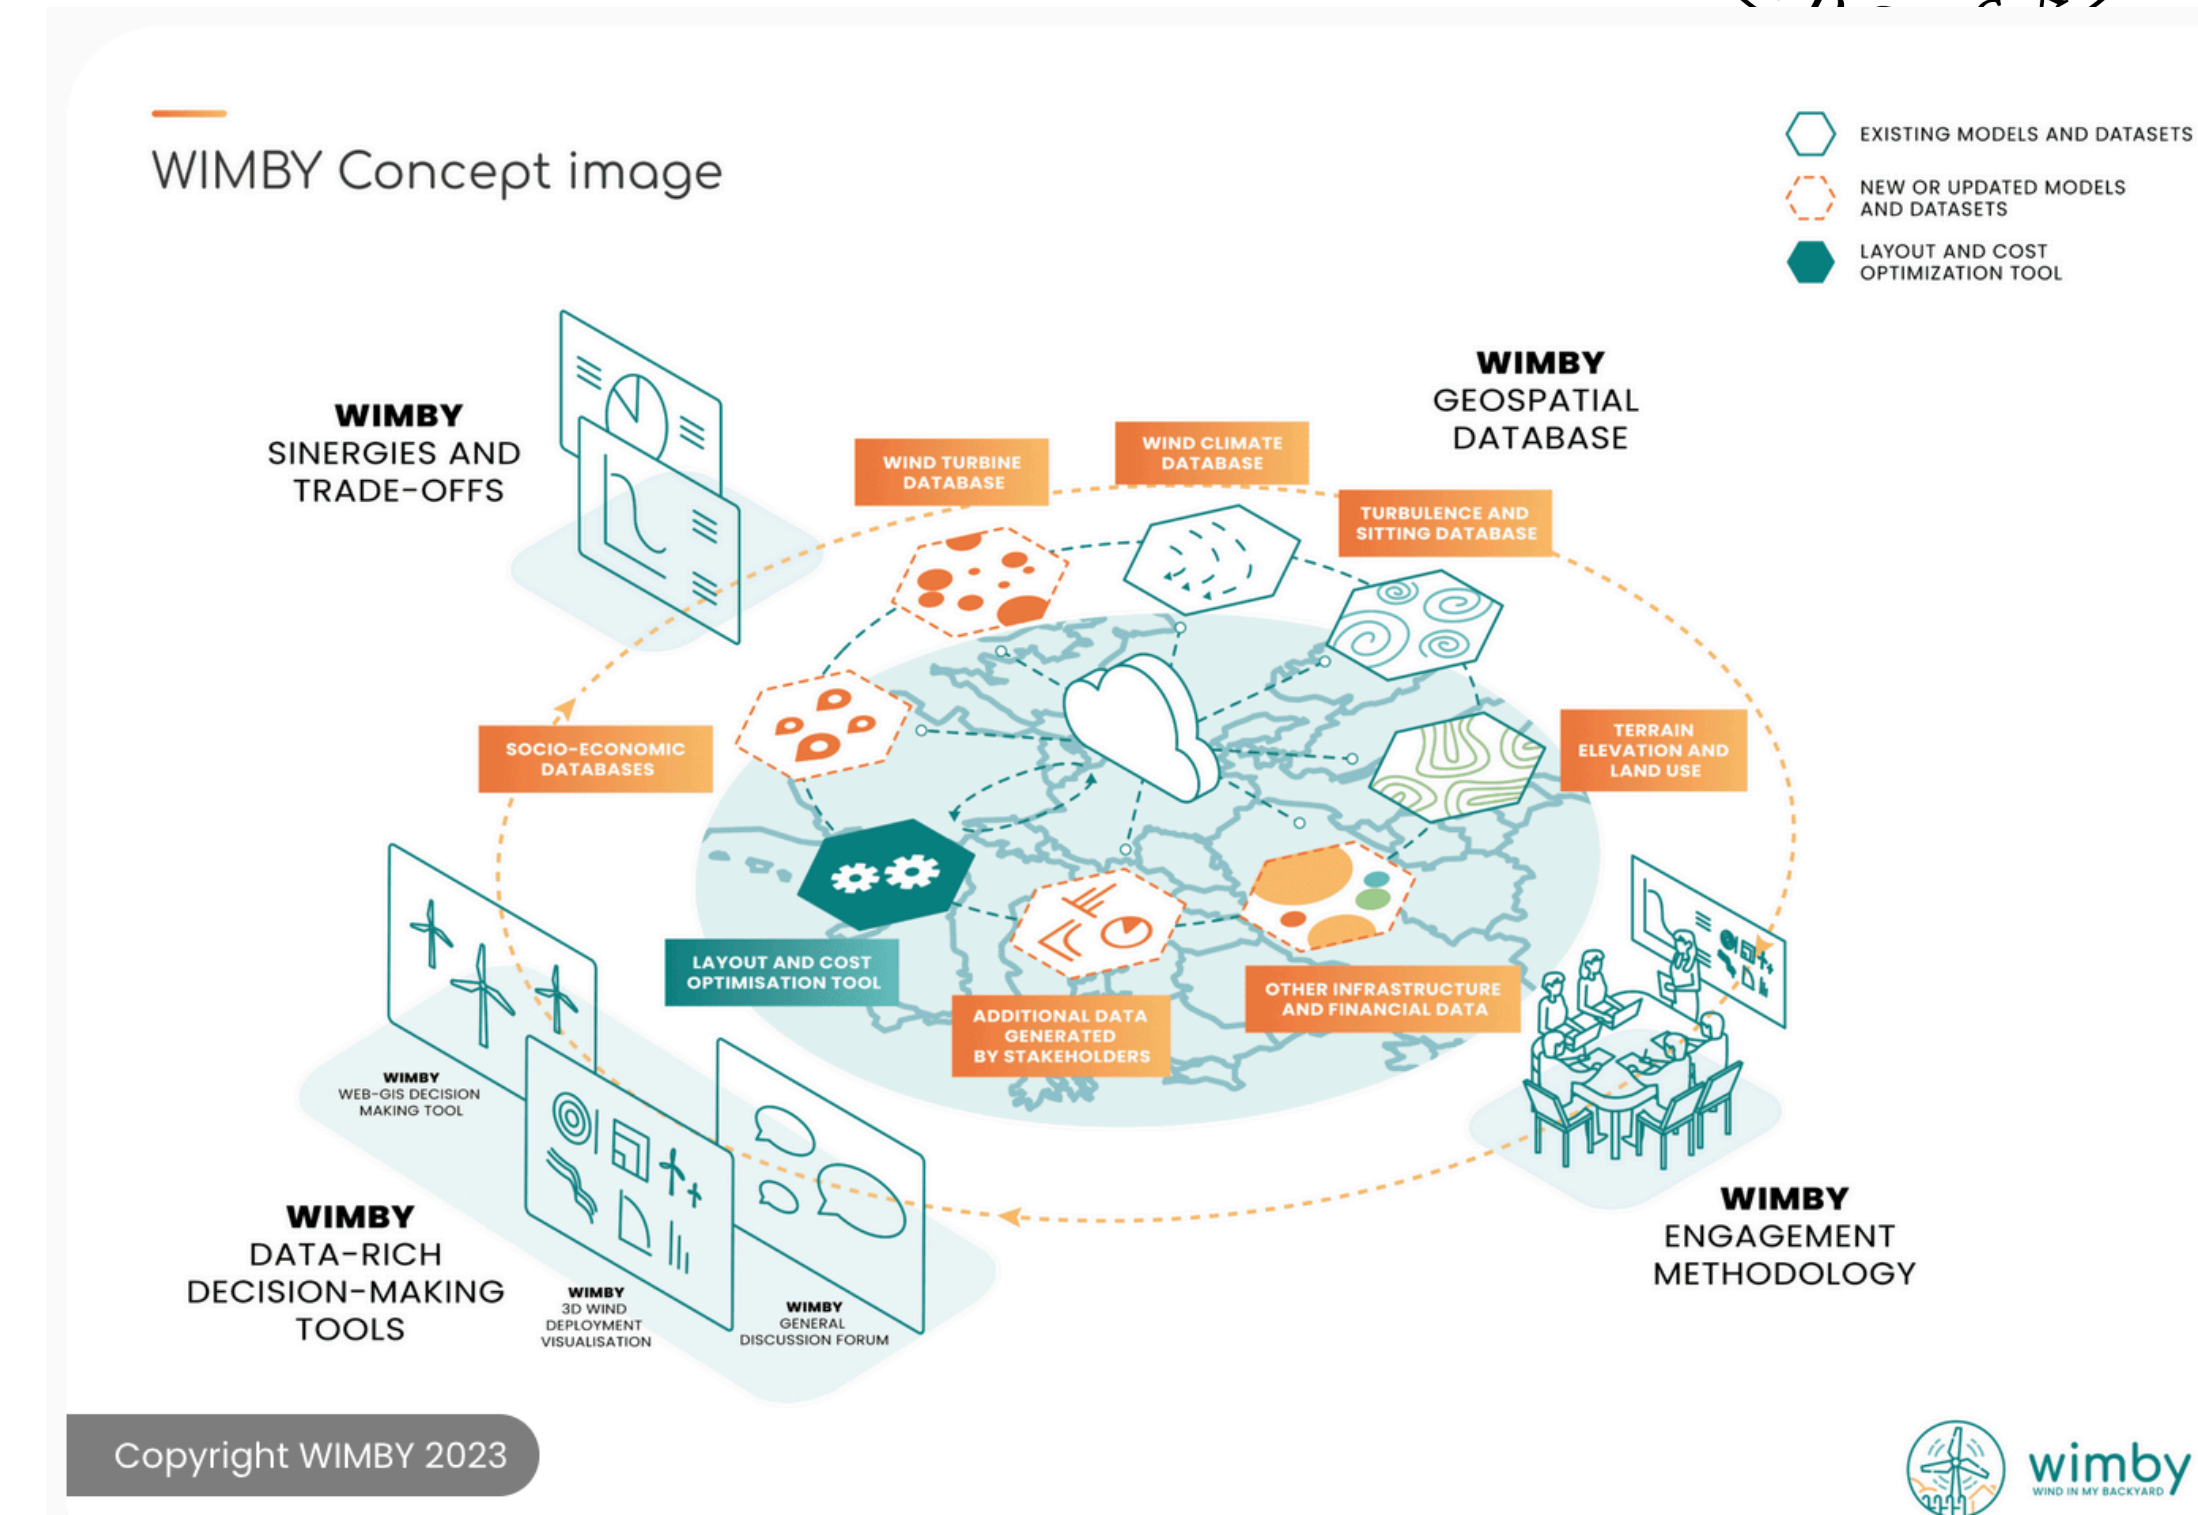 WIMBY Concept image
EXISTING MODELS AND DATASETS
NEW OR UPDATED MODELS
AND DATASETS
LAYOUT AND COST
OPTIMIZATION TOOL
WIMBY
SINERGIES AND
TRADE-OFFS
WIMBY
GEOSPATIAL
DATABASE
WIND TURBINE
DATABASE
WIND CLIMATE
DATABASE
TURBULENCE AND
SITTING DATABASE
SOCIO-ECONOMIC
DATABASES
TERRAIN
ELEVATION AND
LAND USE
LAYOUT AND COST
OPTIMISATION TOOL
ADDITIONAL DATA
GENERATED
BY STAKEHOLDERS
OTHER INFRASTRUCTURE
AND FINANCIAL DATA
WIMBY
WEB-GIS DECISION
MAKING TOOL
WIMBY
DATA-RICH
DECISION-MAKING
TOOLS
WIMBY
3D WIND
DEPLOYMENT
VISUALISATION
WIMBY
GENERAL
DISCUSSION FORUM
WIMBY
ENGAGEMENT
METHODOLOGY
Copyright WIMBY 2023
wimby
WIND IN MY BACKYARD